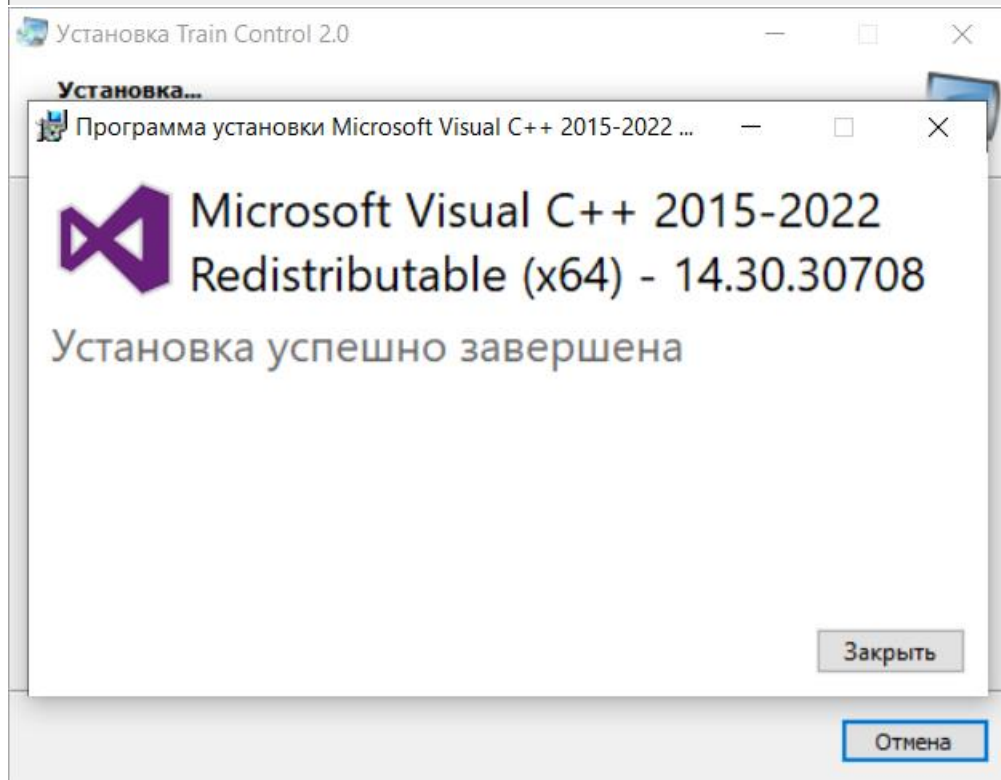 Установка Train Control 2.0
Установка...
Программа установки Microsoft Visual C++ 2015-2022 ...
Microsoft Visual C++ 2015-2022
Redistributable (x64) - 14.30.30708
Установка успешно завершена
Закрыть
Отмена